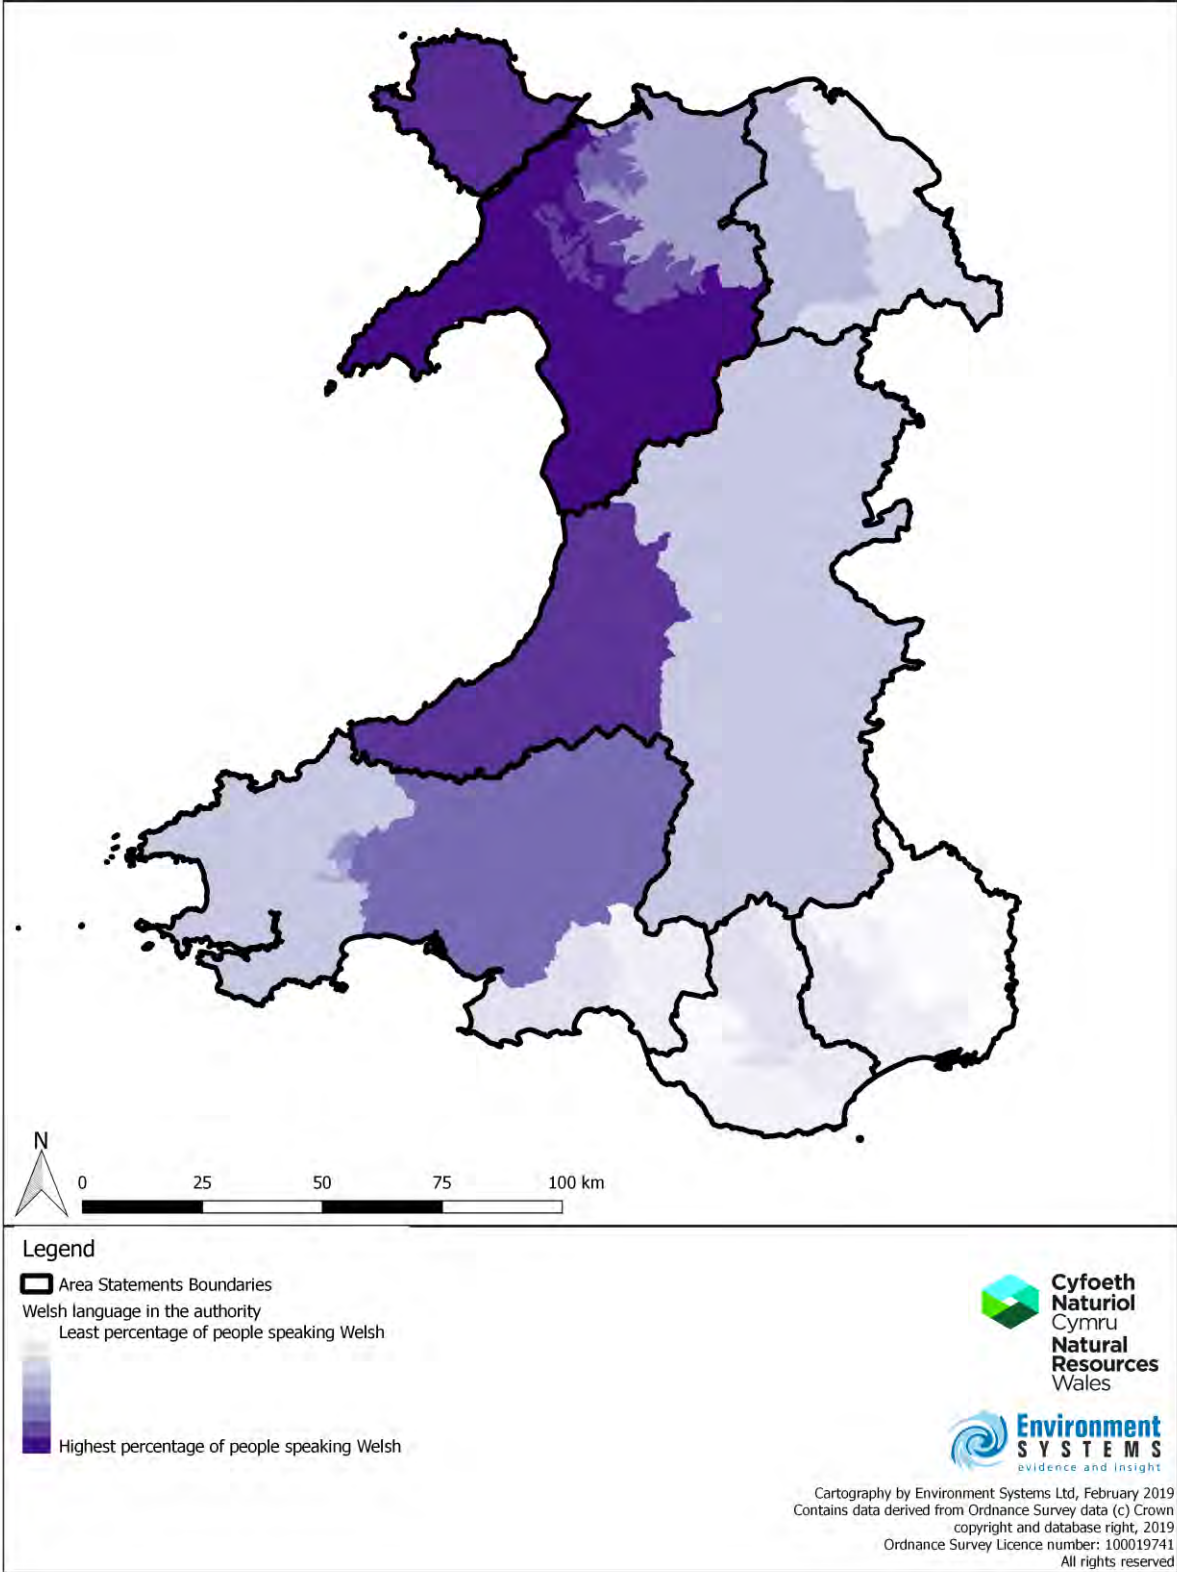 N
0 25 50 75 100 km
Legend
Area Statements Boundaries
Welsh language in the authority
Least percentage of people speaking Welsh
Highest percentage of people speaking Welsh
Cyfoeth
Naturiol
Cymru
Natural
Resources
Wales
Environment
SYSTEMS
evidence and insight
Cartography by Environment Systems Ltd, February 2019
Contains data derived from Ordnance Survey data (c) Crown
copyright and database right, 2019
Ordnance Survey Licence number: 100019741
All rights reserved